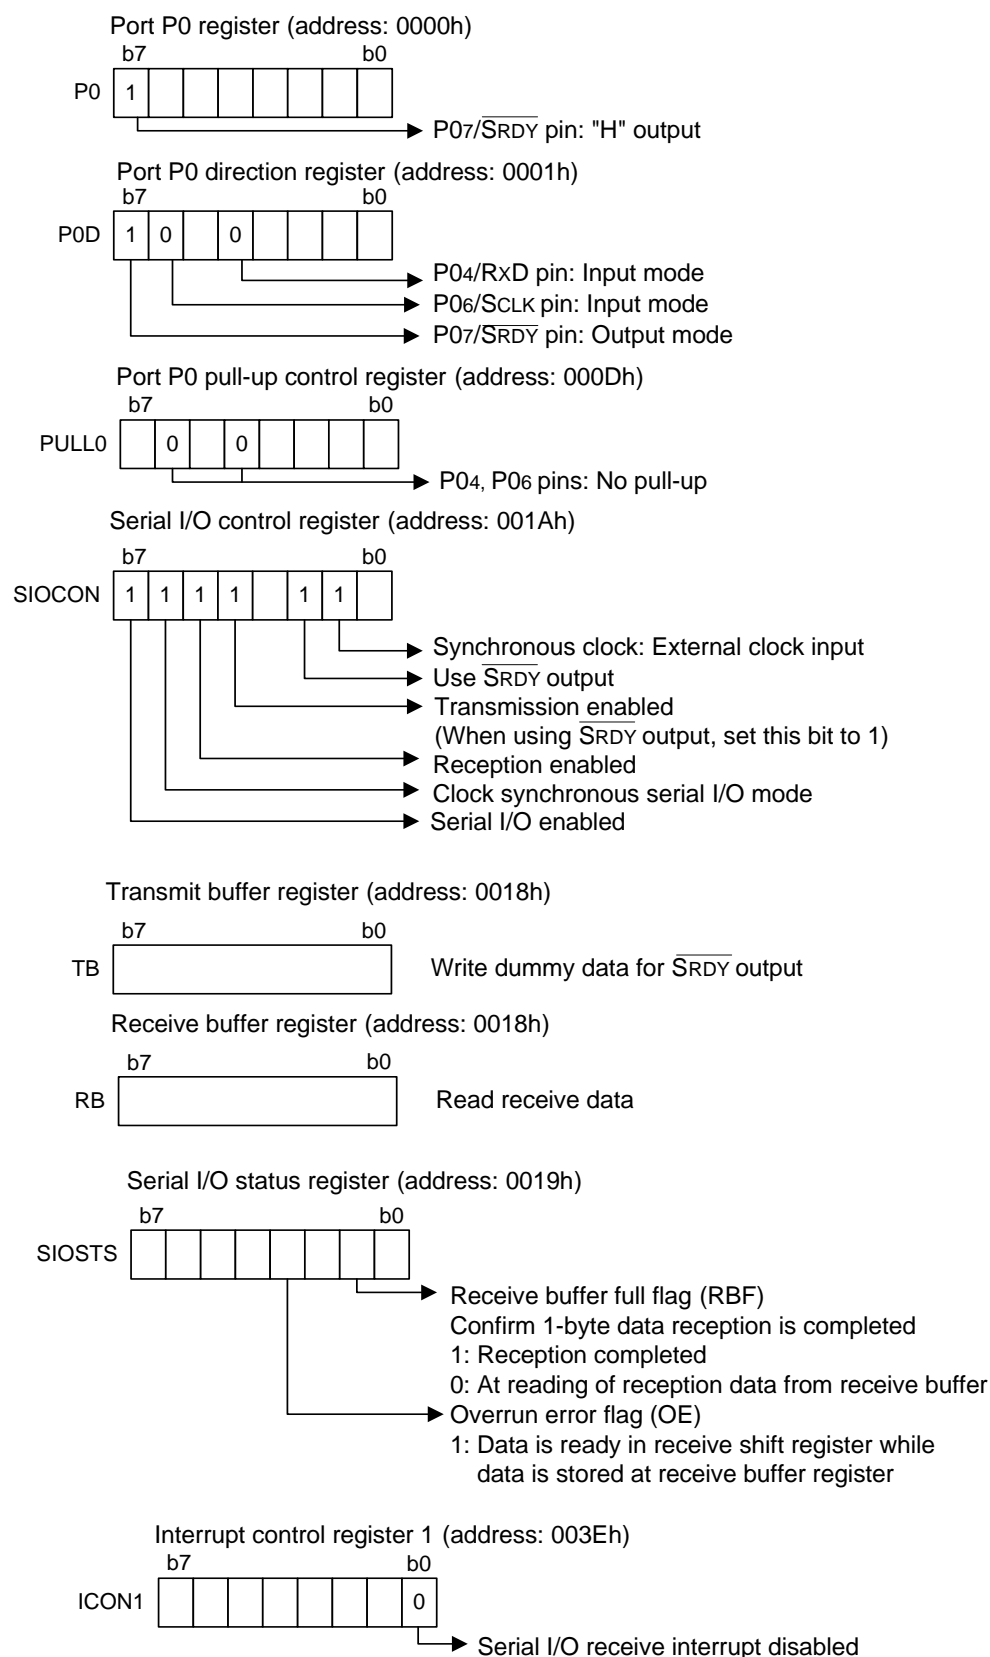 Port P0 register (address: 0000h)
b7 b0
P0 1
P07/SRDY pin: "H" output
Port P0 direction register (address: 0001h)
b7 b0
P0D 1 0 0
P04/RXD pin: Input mode
P06/SCLK pin: Input mode
P07/SRDY pin: Output mode
Port P0 pull-up control register (address: 000Dh)
b7 b0
PULL0 0 0
P04, P06 pins: No pull-up
Serial I/O control register (address: 001Ah)
b7 b0
SIOCON 1 1 1 1 1 1
Synchronous clock: External clock input
Use SRDY output
Transmission enabled
(When using SRDY output, set this bit to 1)
Reception enabled
Clock synchronous serial I/O mode
Serial I/O enabled
Transmit buffer register (address: 0018h)
b7 b0
TB Write dummy data for SRDY output
Receive buffer register (address: 0018h)
b7 b0
RB Read receive data
Serial I/O status register (address: 0019h)
b7 b0
SIOSTS
Receive buffer full flag (RBF)
Confirm 1-byte data reception is completed
1: Reception completed
0: At reading of reception data from receive buffer
Overrun error flag (OE)
1: Data is ready in receive shift register while
data is stored at receive buffer register
Interrupt control register 1 (address: 003Eh)
b7 b0
ICON1 0
Serial I/O receive interrupt disabled